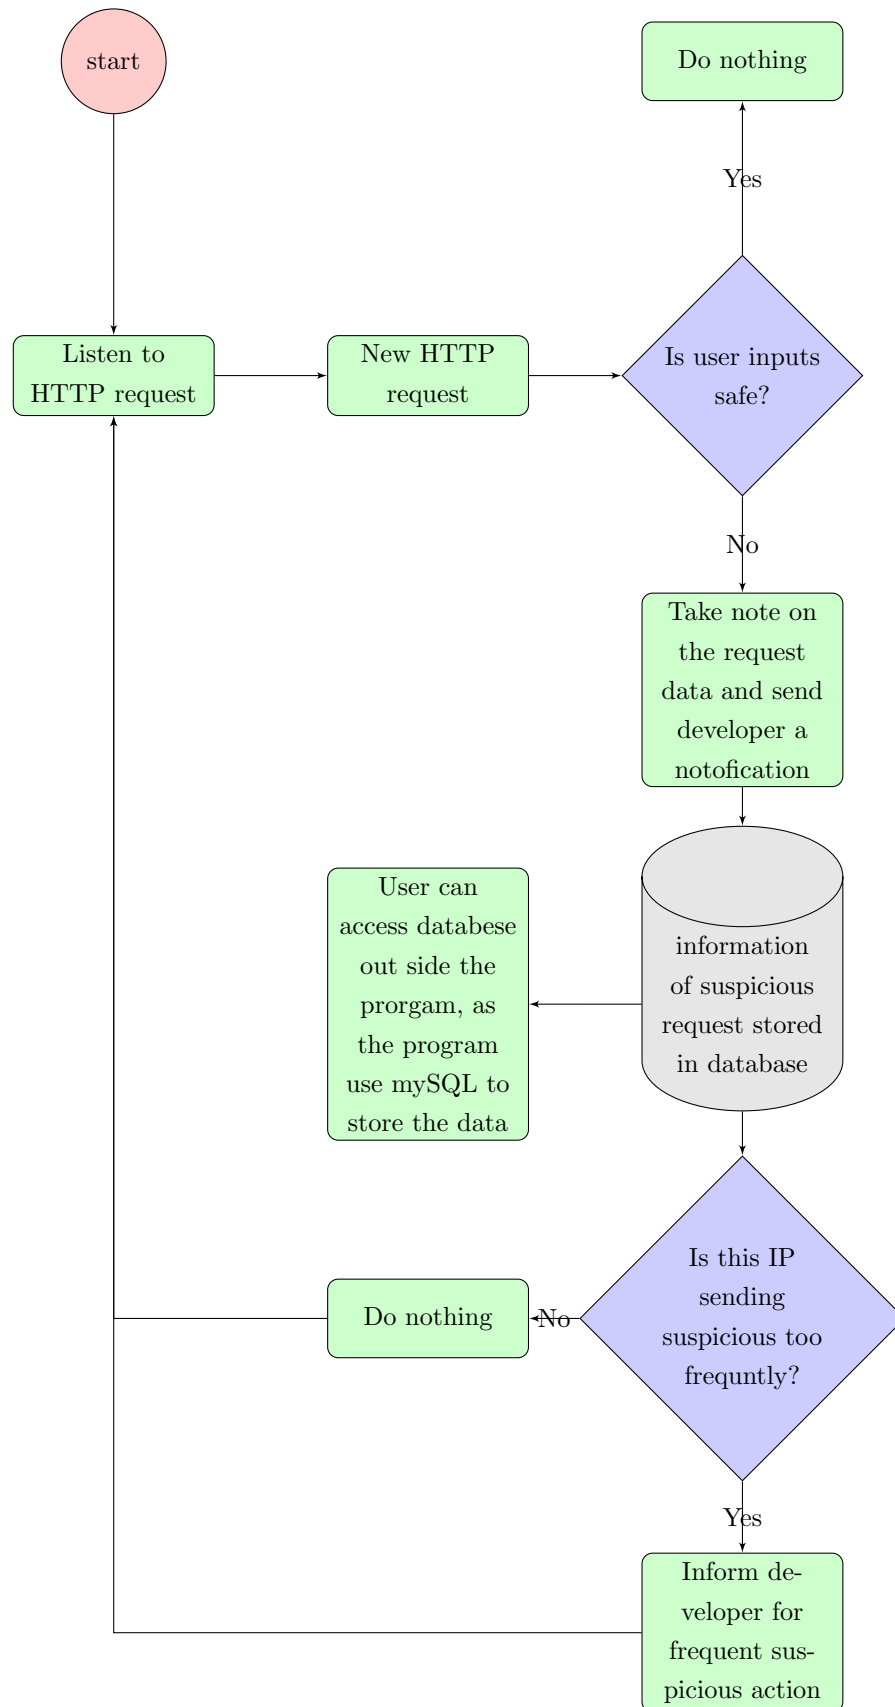 start
Do nothing
Yes
Listen to
HTTP request
New HTTP
request
Is user inputs
safe?
No
Take note on
the request
data and send
developer a
notofication
User can
access databese
out side the
prorgam, as
the program
use mySQL to
store the data
information
of suspicious
request stored
in database
Do nothing
No
Is this IP
sending
suspicious too
frequntly?
Yes
Inform de-
veloper for
frequent sus-
picious action